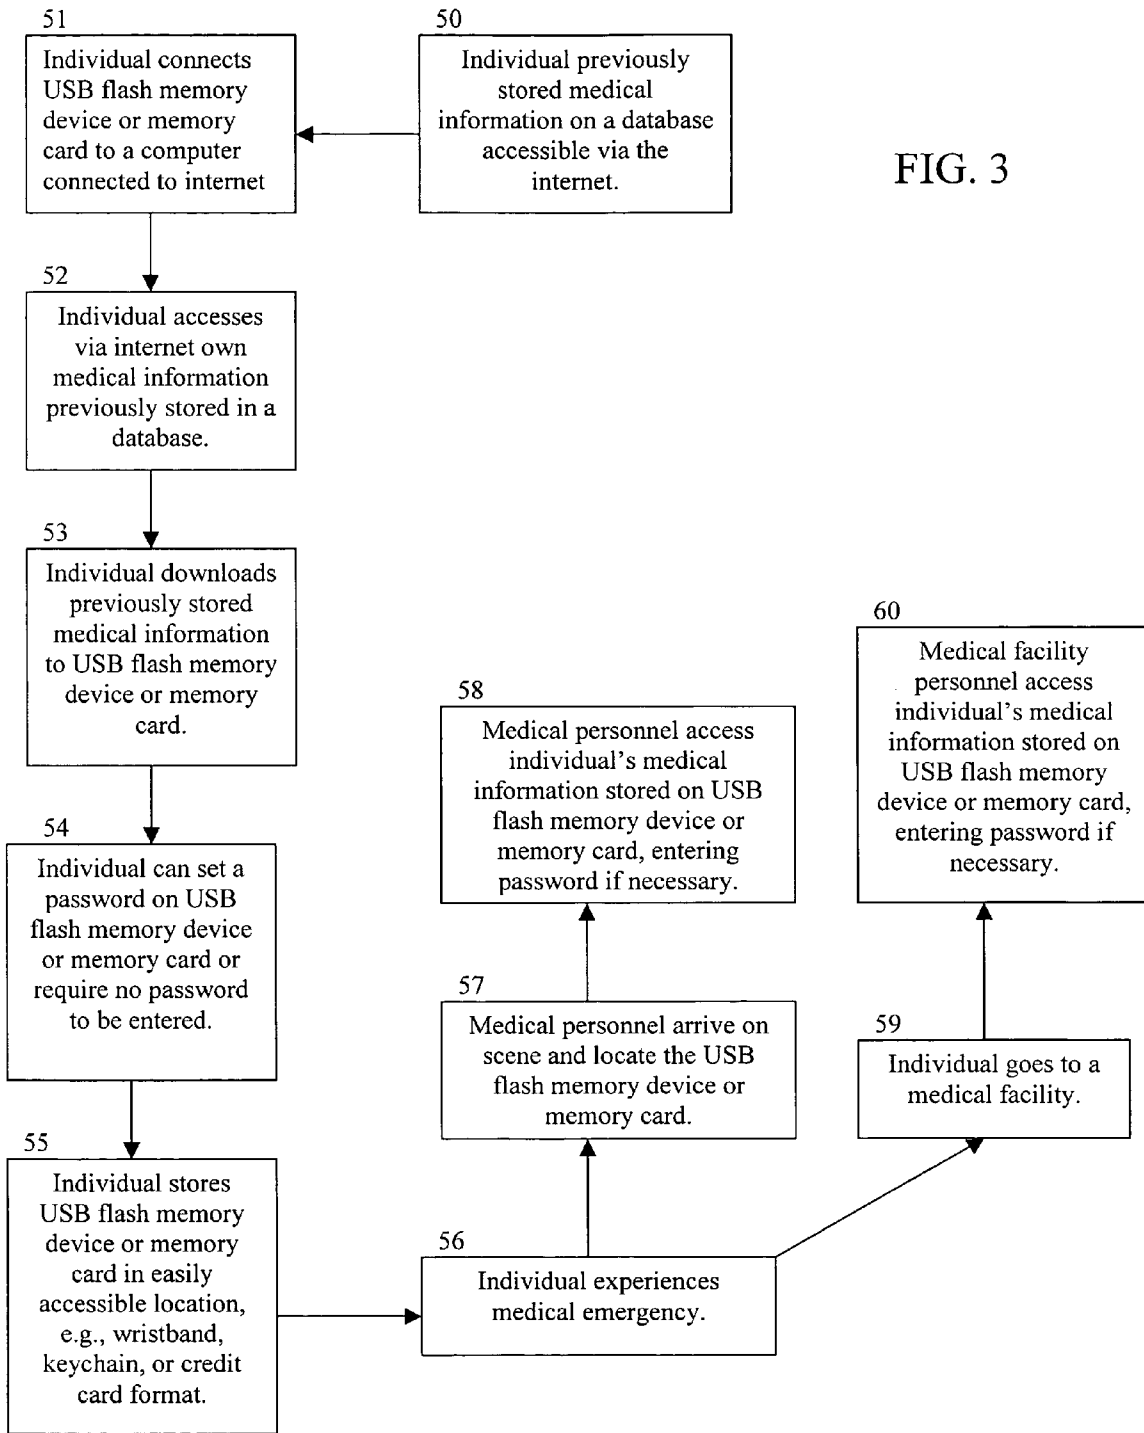 51
Individual connects
USB flash memory
device or memory
card to a computer
connected to internet
50
Individual previously
stored medical
information on a database
accessible via the
internet.
FIG. 3
52
Individual accesses
via internet own
medical information
previously stored in a
database.
53
Individual downloads
previously stored
medical information
to USB flash memory
device or memory
card.
54
Individual can set a
password on USB
flash memory device
or memory card or
require no password
to be entered.
55
Individual stores
USB flash memory
device or memory
card in easily
accessible location,
e.g., wristband,
keychain, or credit
card format.
56
Individual experiences
medical emergency.
57
Medical personnel arrive on
scene and locate the USB
flash memory device or
memory card.
58
Medical personnel access
individual's medical
information stored on USB
flash memory device or
memory card, entering
password if necessary.
59
Individual goes to a
medical facility.
60
Medical facility
personnel access
individual's medical
information stored on
USB flash memory
device or memory card,
entering password if
necessary.